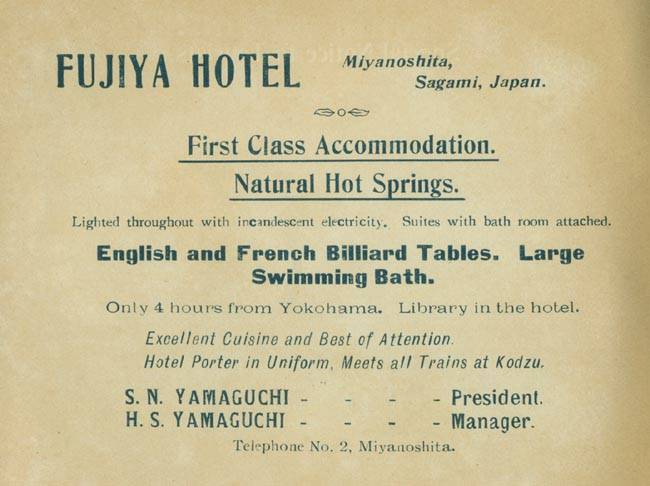 FUJIYA HOTEL
Miyanoshita,
Sagami, Japan.
First Class Accommodation.
Natural Hot Springs.
Lighted throughout with incandescent electricity. Suites with bath room attached.
English and French Billiard Tables. Large
Swimming Bath.
Only 4 hours from Yokohama. Library in the hotel.
Excellent Cuisine and Best of Attention.
Hotel Porter in Uniform, Meets all Trains at Kodzu.
S. N. YAMAGUCHI - - - - President.
H. S. YAMAGUCHI - - - - Manager.
Telephone No. 2, Miyanoshita.